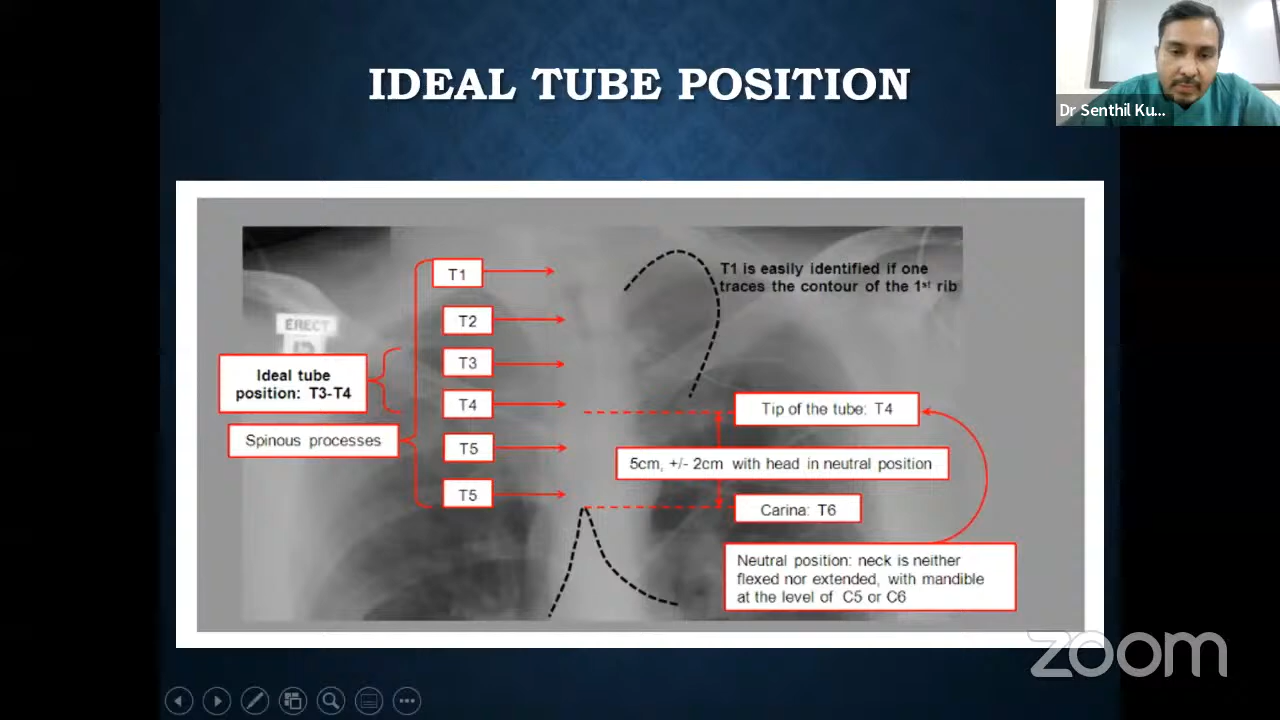 IDEAL TUBE POSITION
Dr Senthil Ku...
T1
T1 is easily identified if one
traces the contour of the 1st rib
T2
ERECT
T3
Ideal tube
position: T3-T4
T4
Tip of the tube: T4
Spinous processes
T5
5cm, +/- 2cm with head in neutral position
T5
Carina: T6
Neutral position: neck is neither
flexed nor extended, with mandible
at the level of C5 or C6
zoom